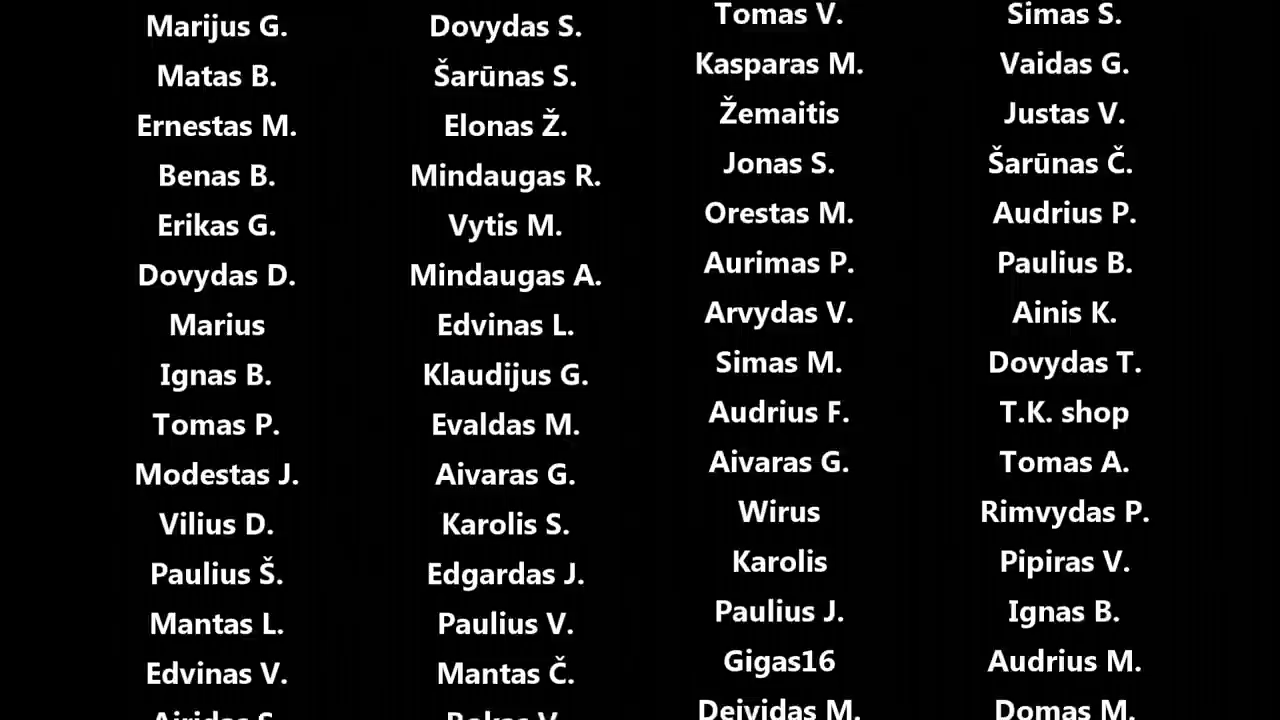 Marijus G.
Matas B.
Ernestas M.
Benas B.
Erikas G.
Dovydas D.
Marius
Ignas B.
Tomas P.
Modestas J.
Vilius D.
Paulius Š.
Mantas L.
Edvinas V.
Airidas S.
Dovydas S.
Šarūnas S.
Elonas Ž.
Mindaugas R.
Vytis M.
Mindaugas A.
Edvinas L.
Klaudijus G.
Evaldas M.
Aivaras G.
Karolis S.
Edgardas J.
Paulius V.
Mantas Č.
Rokas V.
Tomas V.
Kasparas M.
Žemaitis
Jonas S.
Orestas M.
Aurimas P.
Arvydas V.
Simas M.
Audrius F.
Aivaras G.
Wirus
Karolis
Paulius J.
Gigas16
Deividas M.
Simas S.
Vaidas G.
Justas V.
Šarūnas Č.
Audrius P.
Paulius B.
Ainis K.
Dovydas T.
T.K. shop
Tomas A.
Rimvydas P.
Pipiras V.
Ignas B.
Audrius M.
Domas M.